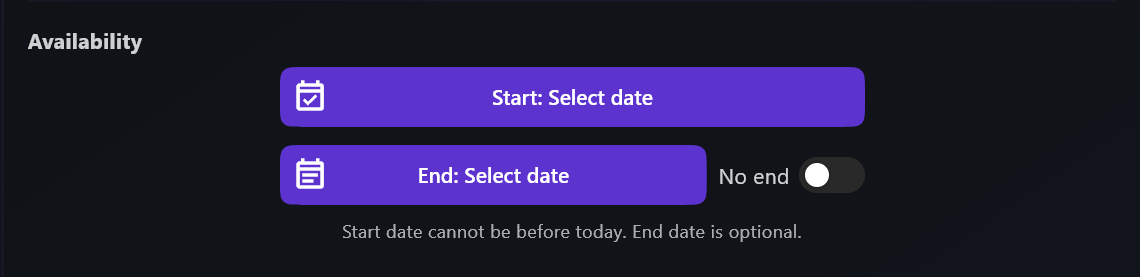 Availability
Start: Select date
End: Select date
No end
Start date cannot be before today. End date is optional.